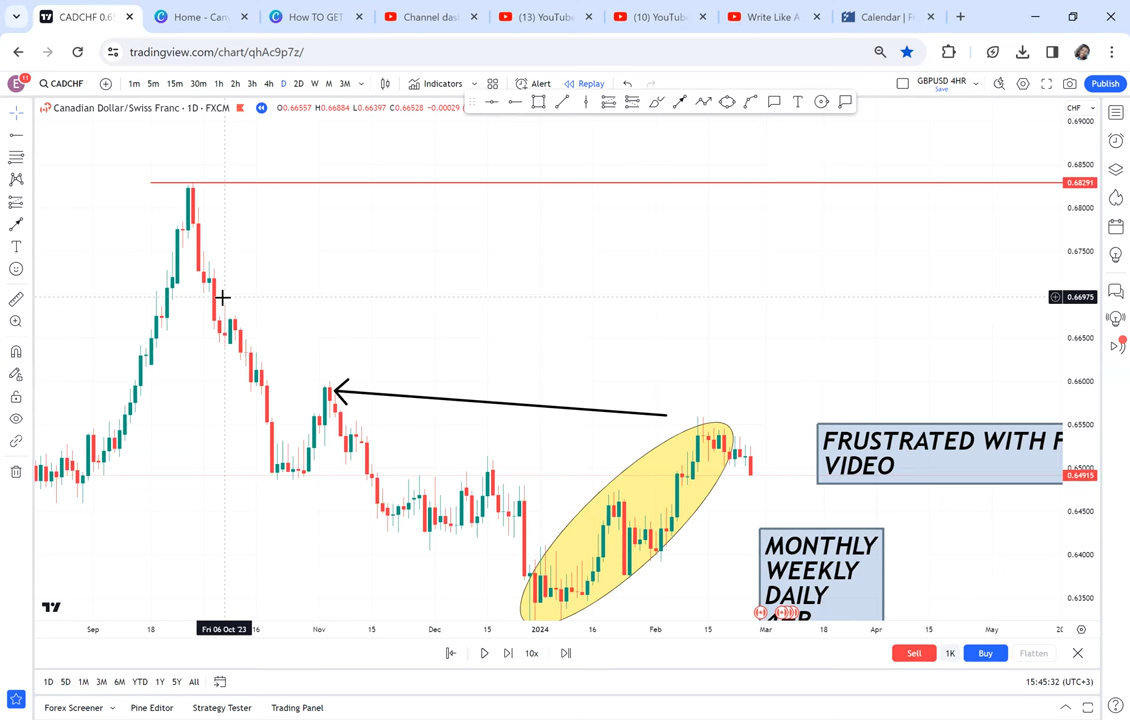 CADCHF 0.6
Home - Can
How TO GET
Channel das
(13) YouTube
(10) YouTube
Write Like A
Calendar | F
tradingview.com/chart/qhAc9p7z/
E 11 CADCHF 1m 5m 15m 30m 1h 2h 3h 4h D 2D W M 3M Indicators Alert Replay GBPUSD 4HR Save Publish
Canadian Dollar/Swiss Franc · 1D · FXCM O0.66557 H0.66884 L0.66397 C0.66528 -0.00029
CHF
0.69000
0.68500
0.68291
0.68000
0.67500
0.66975
0.66500
0.66000
0.65500
0.65000
0.64915
0.64500
0.64000
0.63500
FRUSTRATED WITH F
VIDEO
MONTHLY
WEEKLY
DAILY
Sep 18 Fri 06 Oct '23 16 Nov 15 Dec 15 2024 16 Feb 15 Mar 18 Apr 15 May
10x Sell 1K Buy Flatten
1D 5D 1M 3M 6M YTD 1Y 5Y All 15:45:32 (UTC+3)
Forex Screener Pine Editor Strategy Tester Trading Panel